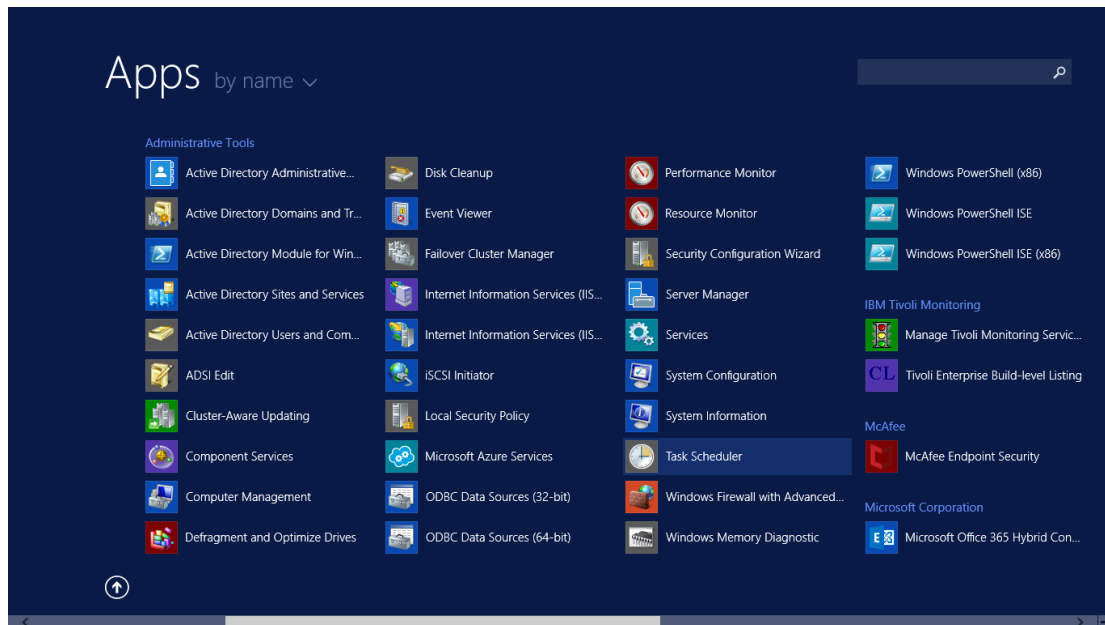 Apps by name
Administrative Tools
Active Directory Administrative...
Active Directory Domains and Tr...
Active Directory Module for Win...
Active Directory Sites and Services
Active Directory Users and Com...
ADSI Edit
Cluster-Aware Updating
Component Services
Computer Management
Defragment and Optimize Drives
Disk Cleanup
Event Viewer
Failover Cluster Manager
Internet Information Services (IIS...
Internet Information Services (IIS...
iSCSI Initiator
Local Security Policy
Microsoft Azure Services
ODBC Data Sources (32-bit)
ODBC Data Sources (64-bit)
Performance Monitor
Resource Monitor
Security Configuration Wizard
Server Manager
Services
System Configuration
System Information
Task Scheduler
Windows Firewall with Advanced...
Windows Memory Diagnostic
Windows PowerShell (x86)
Windows PowerShell ISE
Windows PowerShell ISE (x86)
IBM Tivoli Monitoring
Manage Tivoli Monitoring Servic...
CL Tivoli Enterprise Build-level Listing
McAfee
McAfee Endpoint Security
Microsoft Corporation
E Microsoft Office 365 Hybrid Con...